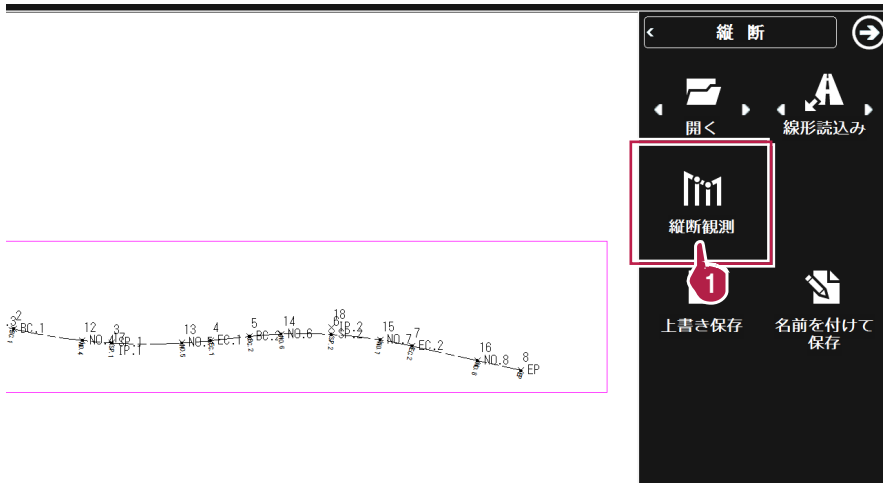 縦 断
開く
線形読込み
縦断観測
1
上書き保存
名前を付けて
保存
2
BC.1
12
NO.4
3
SP.1
IP.1
13
NO.5
4
EC.1
5
BC.2
14
NO.6
18
IP.2
SP.2
15
NO.7
7
EC.2
16
NO.8
8
EP